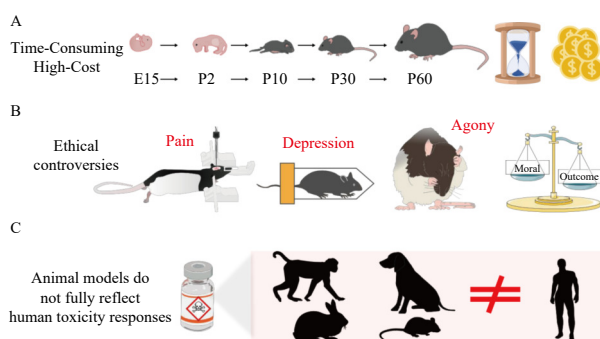 A
Time-Consuming
High-Cost
E15 P2 P10 P30 P60
B
Ethical
controversies
Pain
Depression
Agony
Moral
Outcome
C
Animal models do
not fully reflect
human toxicity responses